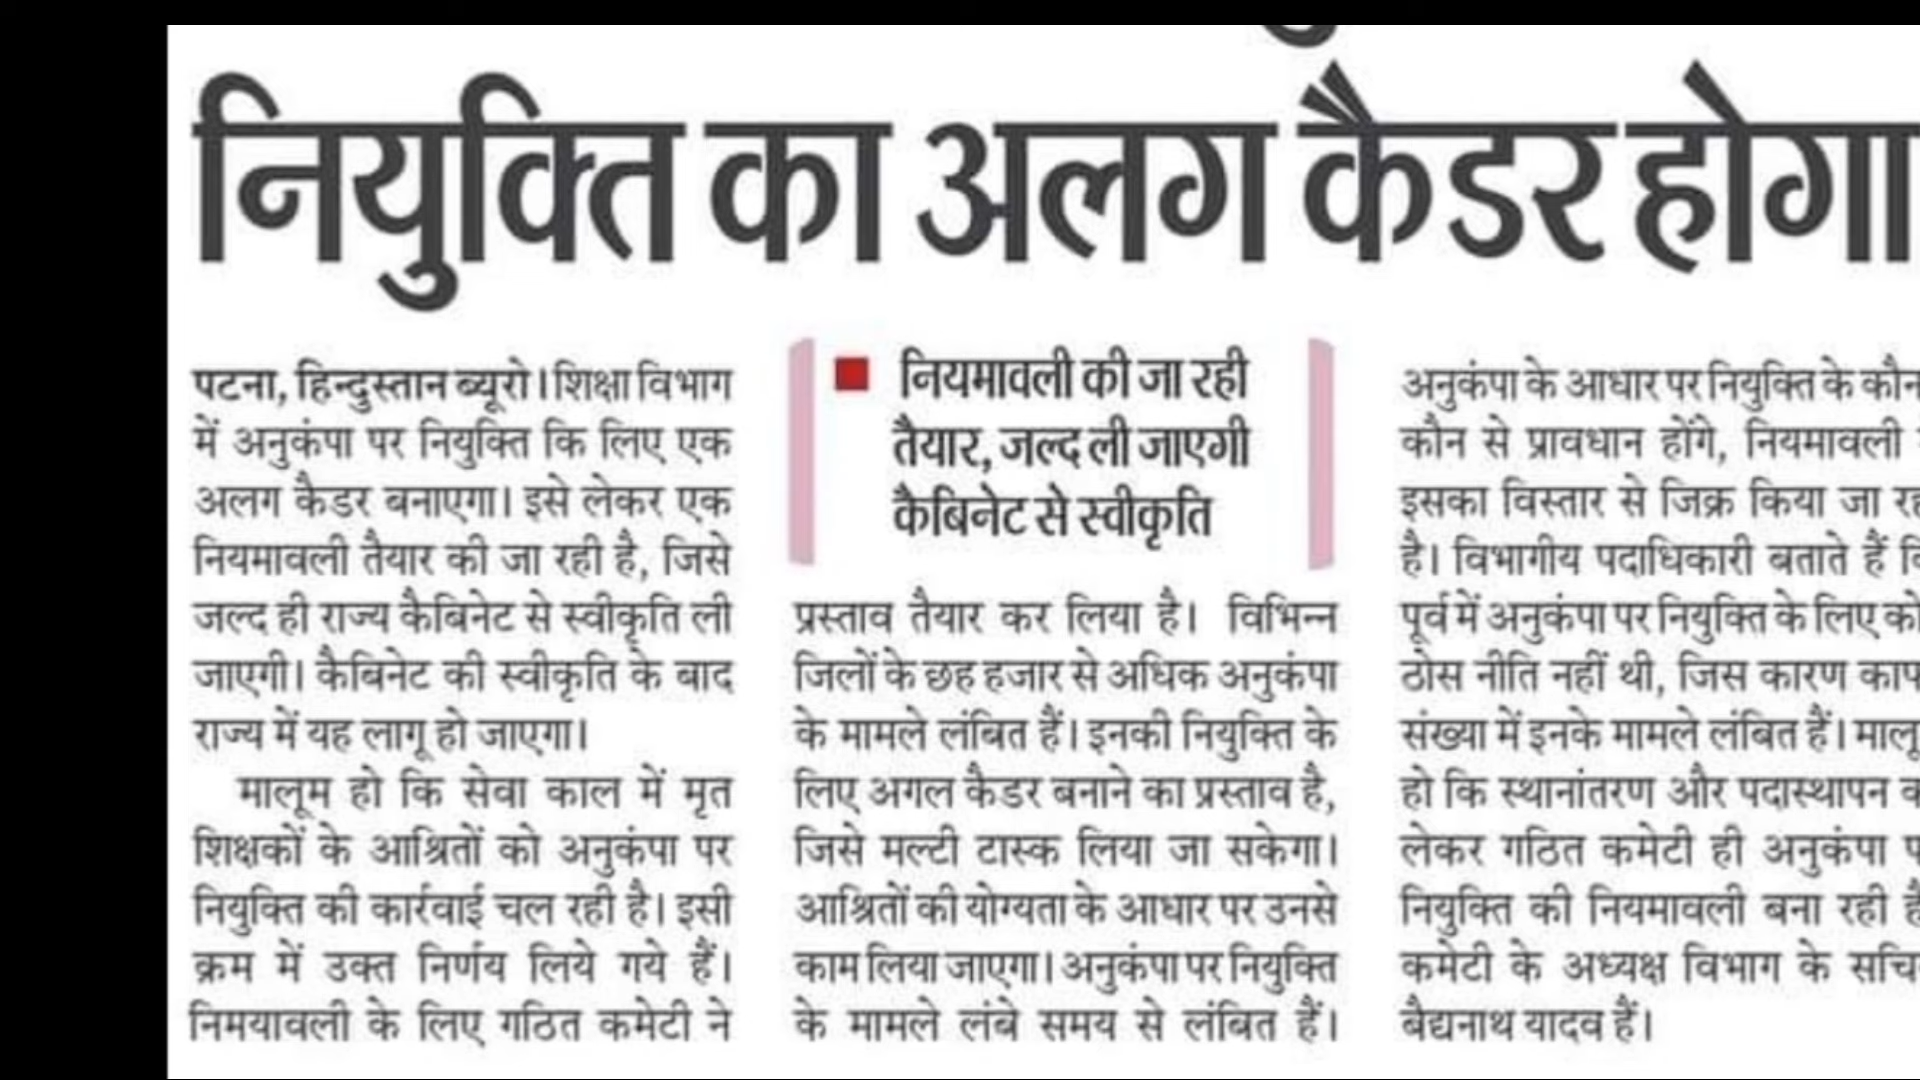 नियुक्ति का अलग कैडर होगा
पटना, हिन्दुस्तान ब्यूरो। शिक्षा विभाग
में अनुकंपा पर नियुक्ति कि लिए एक
अलग कैडर बनाएगा। इसे लेकर एक
नियमावली तैयार की जा रही है, जिसे
जल्द ही राज्य कैबिनेट से स्वीकृति ली
जाएगी। कैबिनेट की स्वीकृति के बाद
राज्य में यह लागू हो जाएगा।
मालूम हो कि सेवा काल में मृत
शिक्षकों के आश्रितों को अनुकंपा पर
नियुक्ति की कार्रवाई चल रही है। इसी
क्रम में उक्त निर्णय लिये गये हैं।
निमयावली के लिए गठित कमेटी ने
नियमावली की जा रही
तैयार, जल्द ली जाएगी
कैबिनेट से स्वीकृति
प्रस्ताव तैयार कर लिया है। विभिन्न
जिलों के छह हजार से अधिक अनुकंपा
के मामले लंबित हैं। इनकी नियुक्ति के
लिए अगल कैडर बनाने का प्रस्ताव है,
जिसे मल्टी टास्क लिया जा सकेगा।
आश्रितों की योग्यता के आधार पर उनसे
काम लिया जाएगा। अनुकंपा पर नियुक्ति
के मामले लंबे समय से लंबित हैं।
अनुकंपा के आधार पर नियुक्ति के कौन
कौन से प्रावधान होंगे, नियमावली
इसका विस्तार से जिक्र किया जा
है। विभागीय पदाधिकारी बताते हैं
पूर्व में अनुकंपा पर नियुक्ति के लिए
ठोस नीति नहीं थी, जिस कारण
संख्या में इनके मामले लंबित हैं।
हो कि स्थानांतरण और पदास्थापन
लेकर गठित कमेटी ही अनुकंपा
नियुक्ति की नियमावली बना रही
कमेटी के अध्यक्ष विभाग के
बैद्यनाथ यादव हैं।